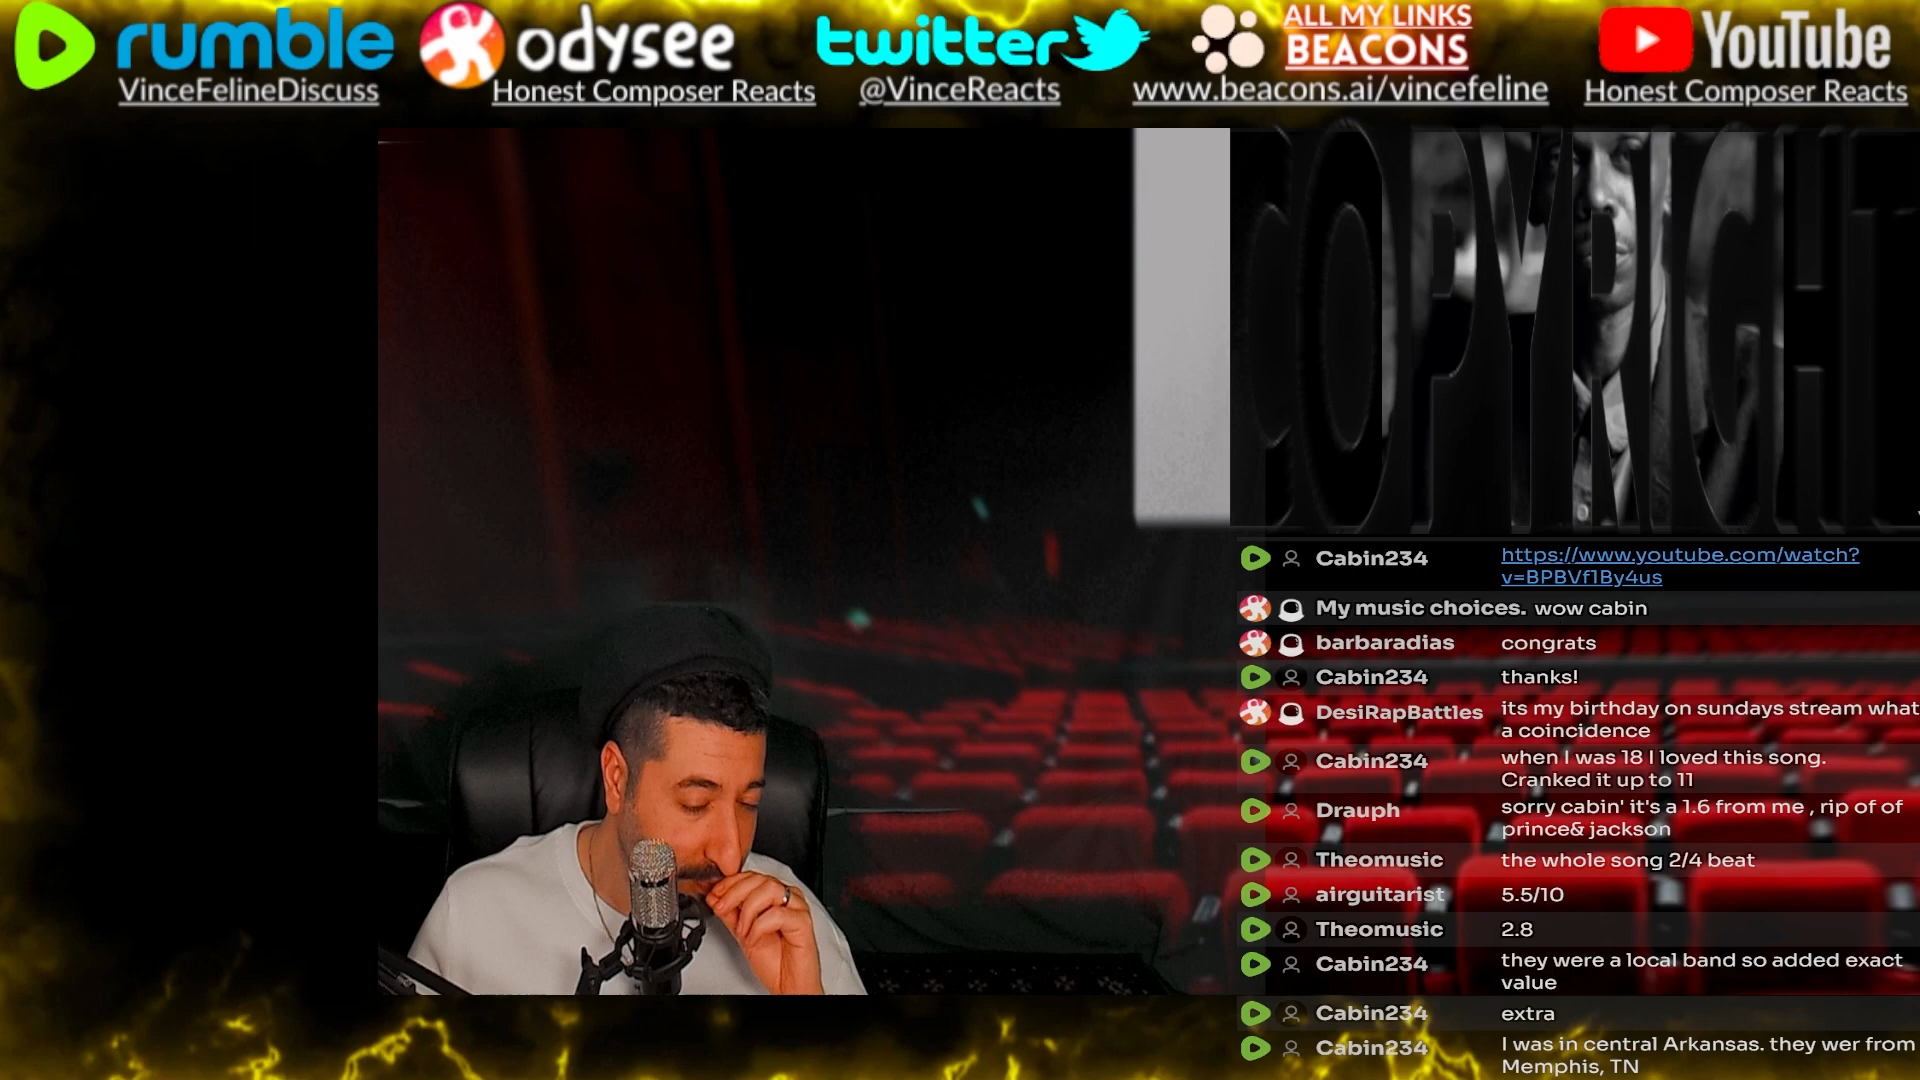 rumble
VinceFelineDiscuss
odysee
Honest Composer Reacts
twitter
@VinceReacts
ALL MY LINKS
BEACONS
www.beacons.ai/vincefeline
YouTube
Honest Composer Reacts
COPYRIGHT
Cabin234 https://www.youtube.com/watch?
v=BPBVf1By4us
My music choices. wow cabin
barbaradias congrats
Cabin234 thanks!
DesiRapBattles its my birthday on sundays stream what
a coincidence
Cabin234 when I was 18 I loved this song.
Cranked it up to 11
Drauph sorry cabin' it's a 1.6 from me , rip of of
prince& jackson
Theomusic the whole song 2/4 beat
airguitarist 5.5/10
Theomusic 2.8
Cabin234 they were a local band so added exact
value
Cabin234 extra
Cabin234 I was in central Arkansas. they wer from
Memphis, TN